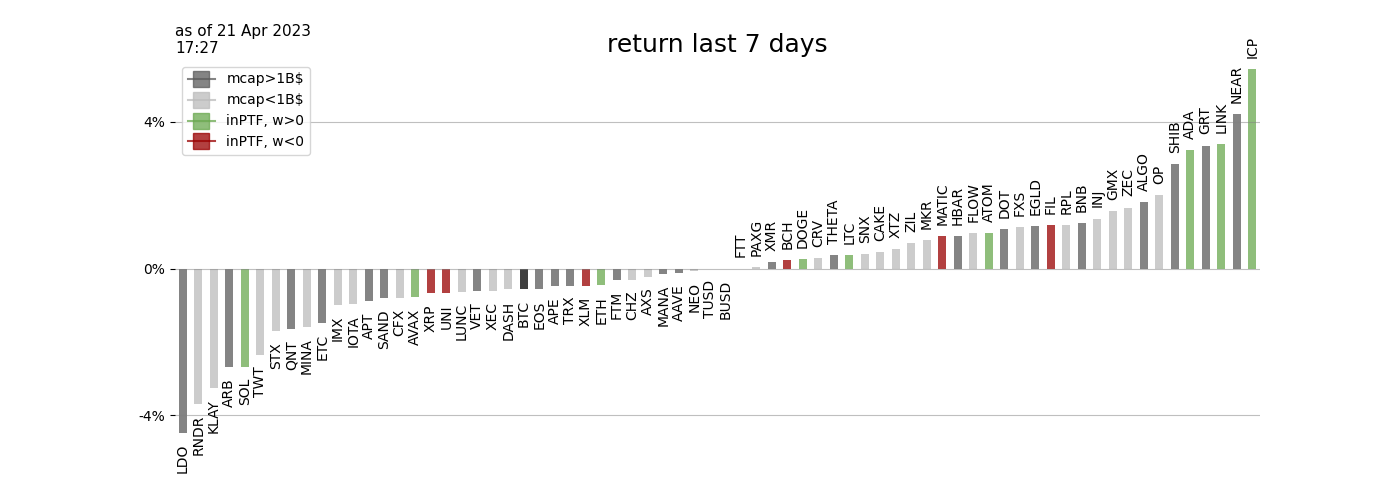 as of 21 Apr 2023
17:27
return last 7 days
mcap>1B$
mcap<1B$
inPTF, w>0
inPTF, w<0
4%
0%
-4%
LDO
RNDR
KLAY
ARB
SOL
TWT
STX
QNT
MINA
ETC
IMX
IOTA
APT
SAND
CFX
AVAX
XRP
UNI
LUNC
VET
XEC
DASH
BTC
EOS
APE
TRX
XLM
ETH
FTM
CHZ
AXS
MANA
AAVE
NEO
TUSD
BUSD
FTT
PAXG
XMR
BCH
DOGE
CRV
THETA
LTC
SNX
CAKE
XTZ
ZIL
MKR
MATIC
HBAR
FLOW
ATOM
DOT
FXS
EGLD
FIL
RPL
BNB
INJ
GMX
ZEC
ALGO
OP
SHIB
ADA
GRT
LINK
NEAR
ICP